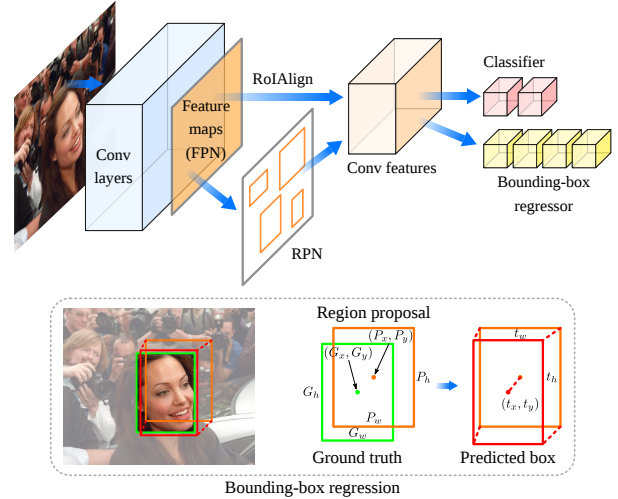 Classifier
RoIAlign
Feature
maps
(FPN)
Conv
layers
Conv features
Bounding-box
regressor
RPN
Region proposal
(P_x, P_y)
(G_x, G_y)
G_h
P_h
P_w
G_w
t_w
t_h
(t_x, t_y)
Ground truth
Predicted box
Bounding-box regression